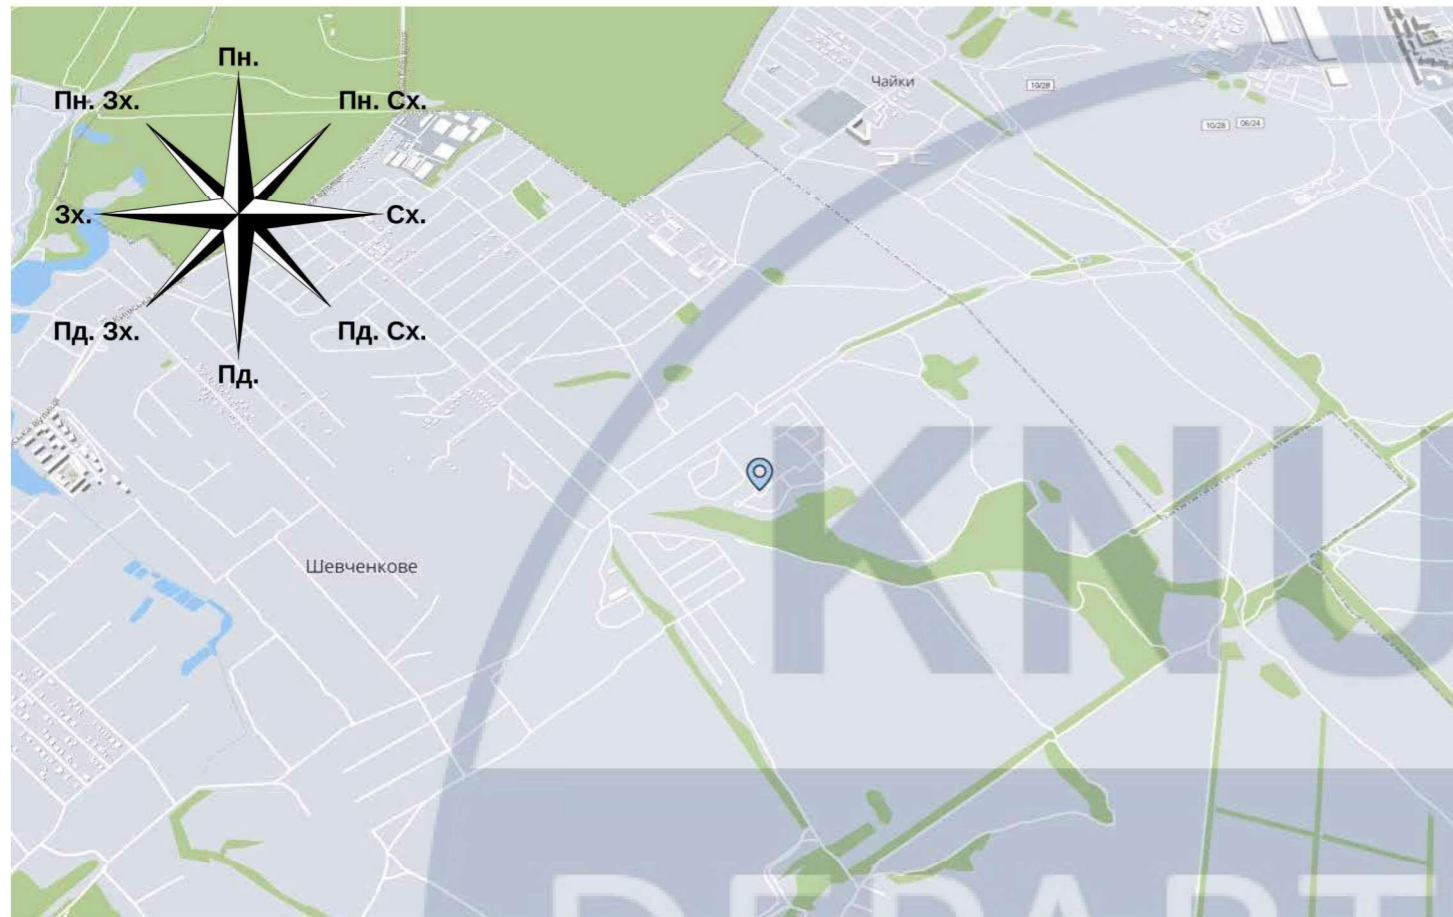 Пн.
Пн. Зх.
Пн. Сх.
Зх.
Сх.
Пд. Зх.
Пд. Сх.
Пд.
Чайки
10/28
10/28
06/24
Шевченкове
KNU
DEPART